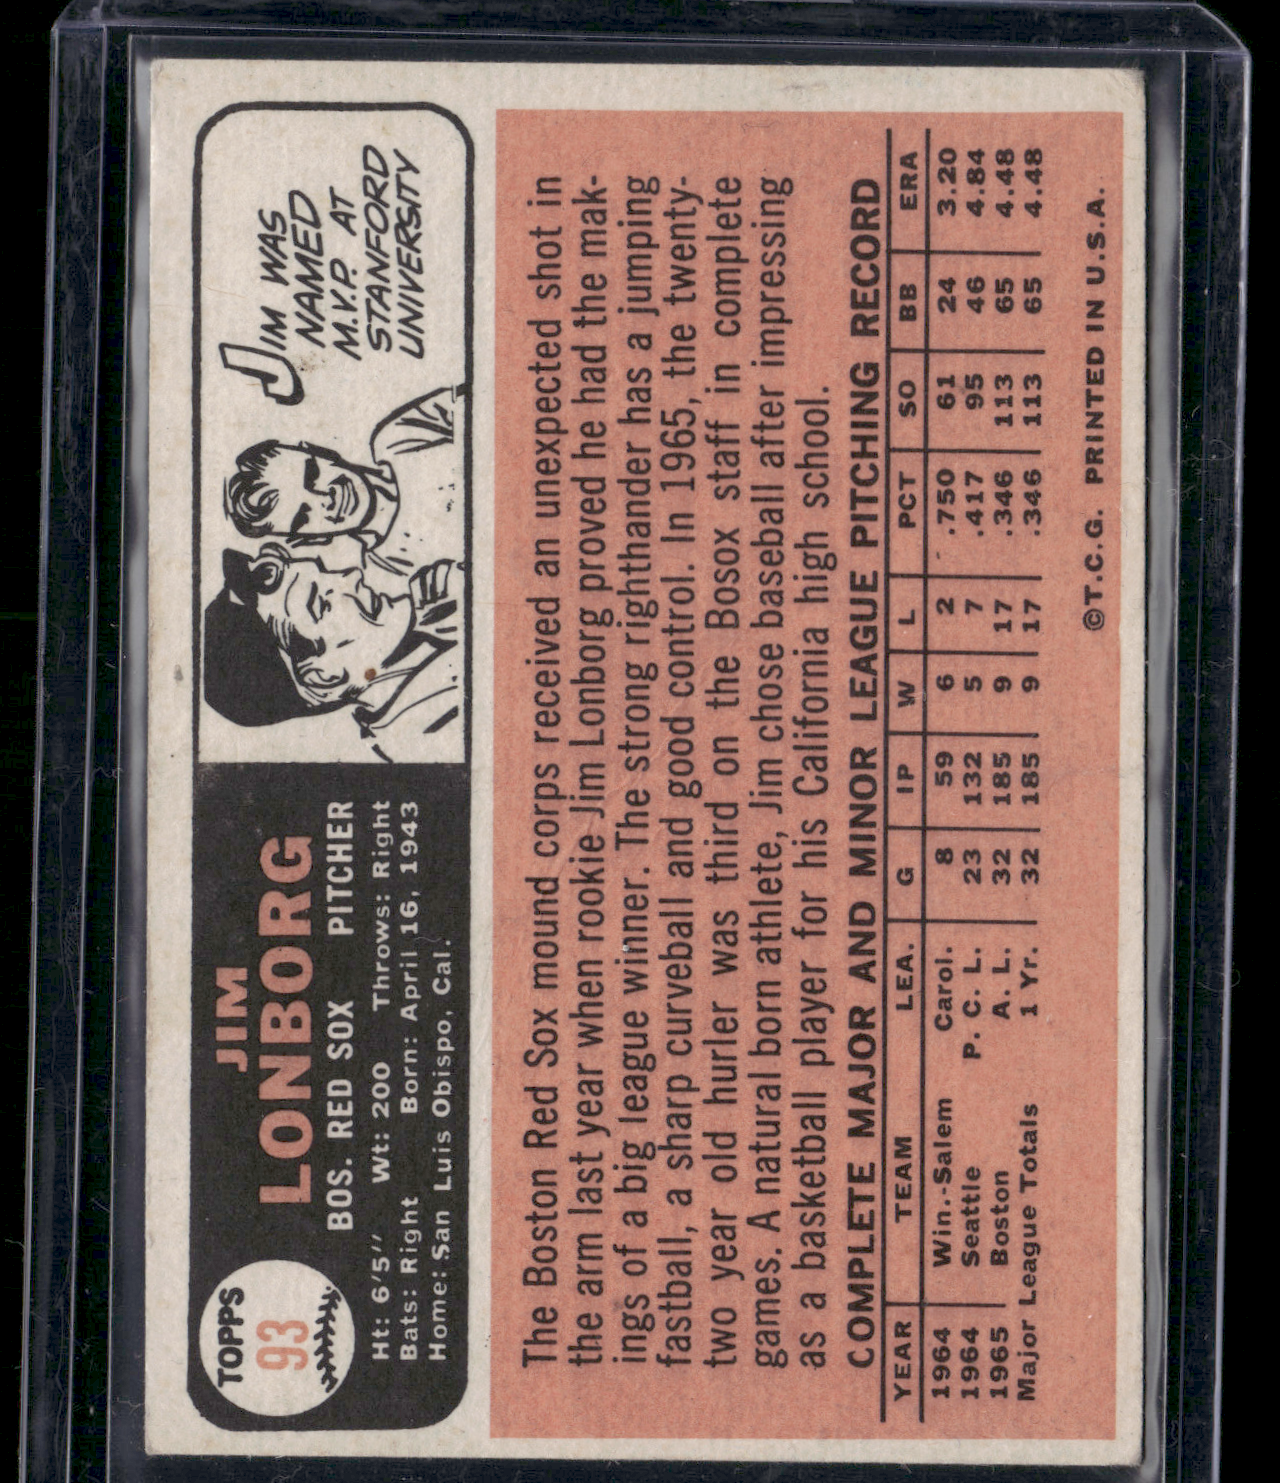 TOPPS
93
JIM
LONBORG
BOS. RED SOX PITCHER
Ht: 6'5" Wt: 200 Throws: Right
Bats: Right Born: April 16, 1943
Home: San Luis Obispo, Cal.
JIM WAS
NAMED
M.V.P. AT
STANFORD
UNIVERSITY
The Boston Red Sox mound corps received an unexpected shot in
the arm last year when rookie Jim Lonborg proved he had the mak-
ings of a big league winner. The strong righthander has a jumping
fastball, a sharp curveball and good control. In 1965, the twenty-
two year old hurler was third on the Bosox staff in complete
games. A natural born athlete, Jim chose baseball after impressing
as a basketball player for his California high school.
COMPLETE MAJOR AND MINOR LEAGUE PITCHING RECORD
YEAR TEAM LEA. G IP W L PCT SO BB ERA
1964 Win.-Salem Carol. 8 59 6 2 .750 61 24 3.20
1964 Seattle P. C. L. 23 132 5 7 .417 95 46 4.84
1965 Boston A. L. 32 185 9 17 .346 113 65 4.48
Major League Totals 1 Yr. 32 185 9 17 .346 113 65 4.48
©T.C.G. PRINTED IN U.S.A.